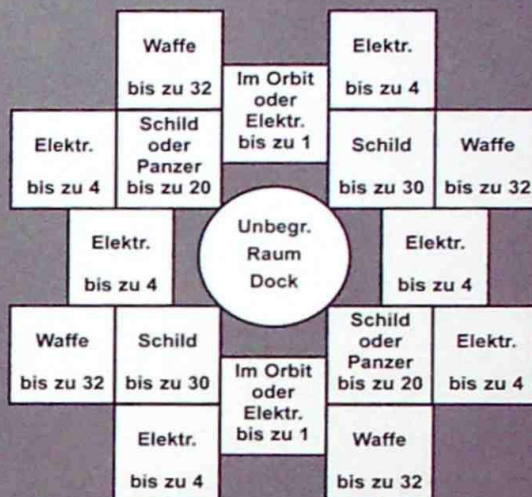 Waffe
bis zu 32
Im Orbit
oder
Elektr.
bis zu 1
Elektr.
bis zu 4
Elektr.
bis zu 4
Schild
oder
Panzer
bis zu 20
Schild
bis zu 30
Waffe
bis zu 32
Elektr.
bis zu 4
Unbegr.
Raum
Dock
Elektr.
bis zu 4
Waffe
bis zu 32
Schild
bis zu 30
Im Orbit
oder
Elektr.
bis zu 1
Schild
oder
Panzer
bis zu 20
Elektr.
bis zu 4
Elektr.
bis zu 4
Waffe
bis zu 32